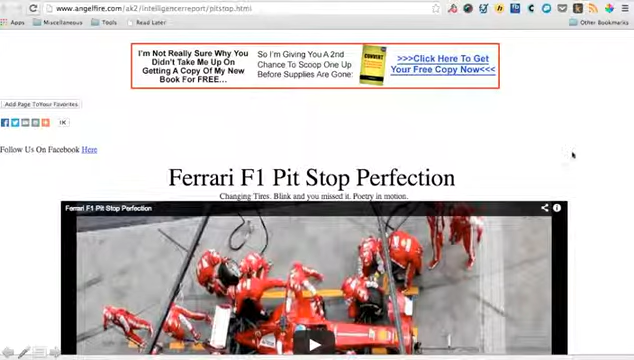 www.angelfire.com/ak2/intelligencereport/pitstop.html
Apps Miscellaneous Tools Read Later Other Bookmarks
I'm Not Really Sure Why You
Didn't Take Me Up On
Getting A Copy Of My New
Book For FREE...
So I'm Giving You A 2nd
Chance To Scoop One Up
Before Supplies Are Gone:
CONVERT
>>>Click Here To Get
Your Free Copy Now<<<
Add Page To Your Favorites
1K
Follow Us On Facebook Here
Ferrari F1 Pit Stop Perfection
Changing Tires. Blink and you missed it. Poetry in motion.
Ferrari F1 Pit Stop Perfection